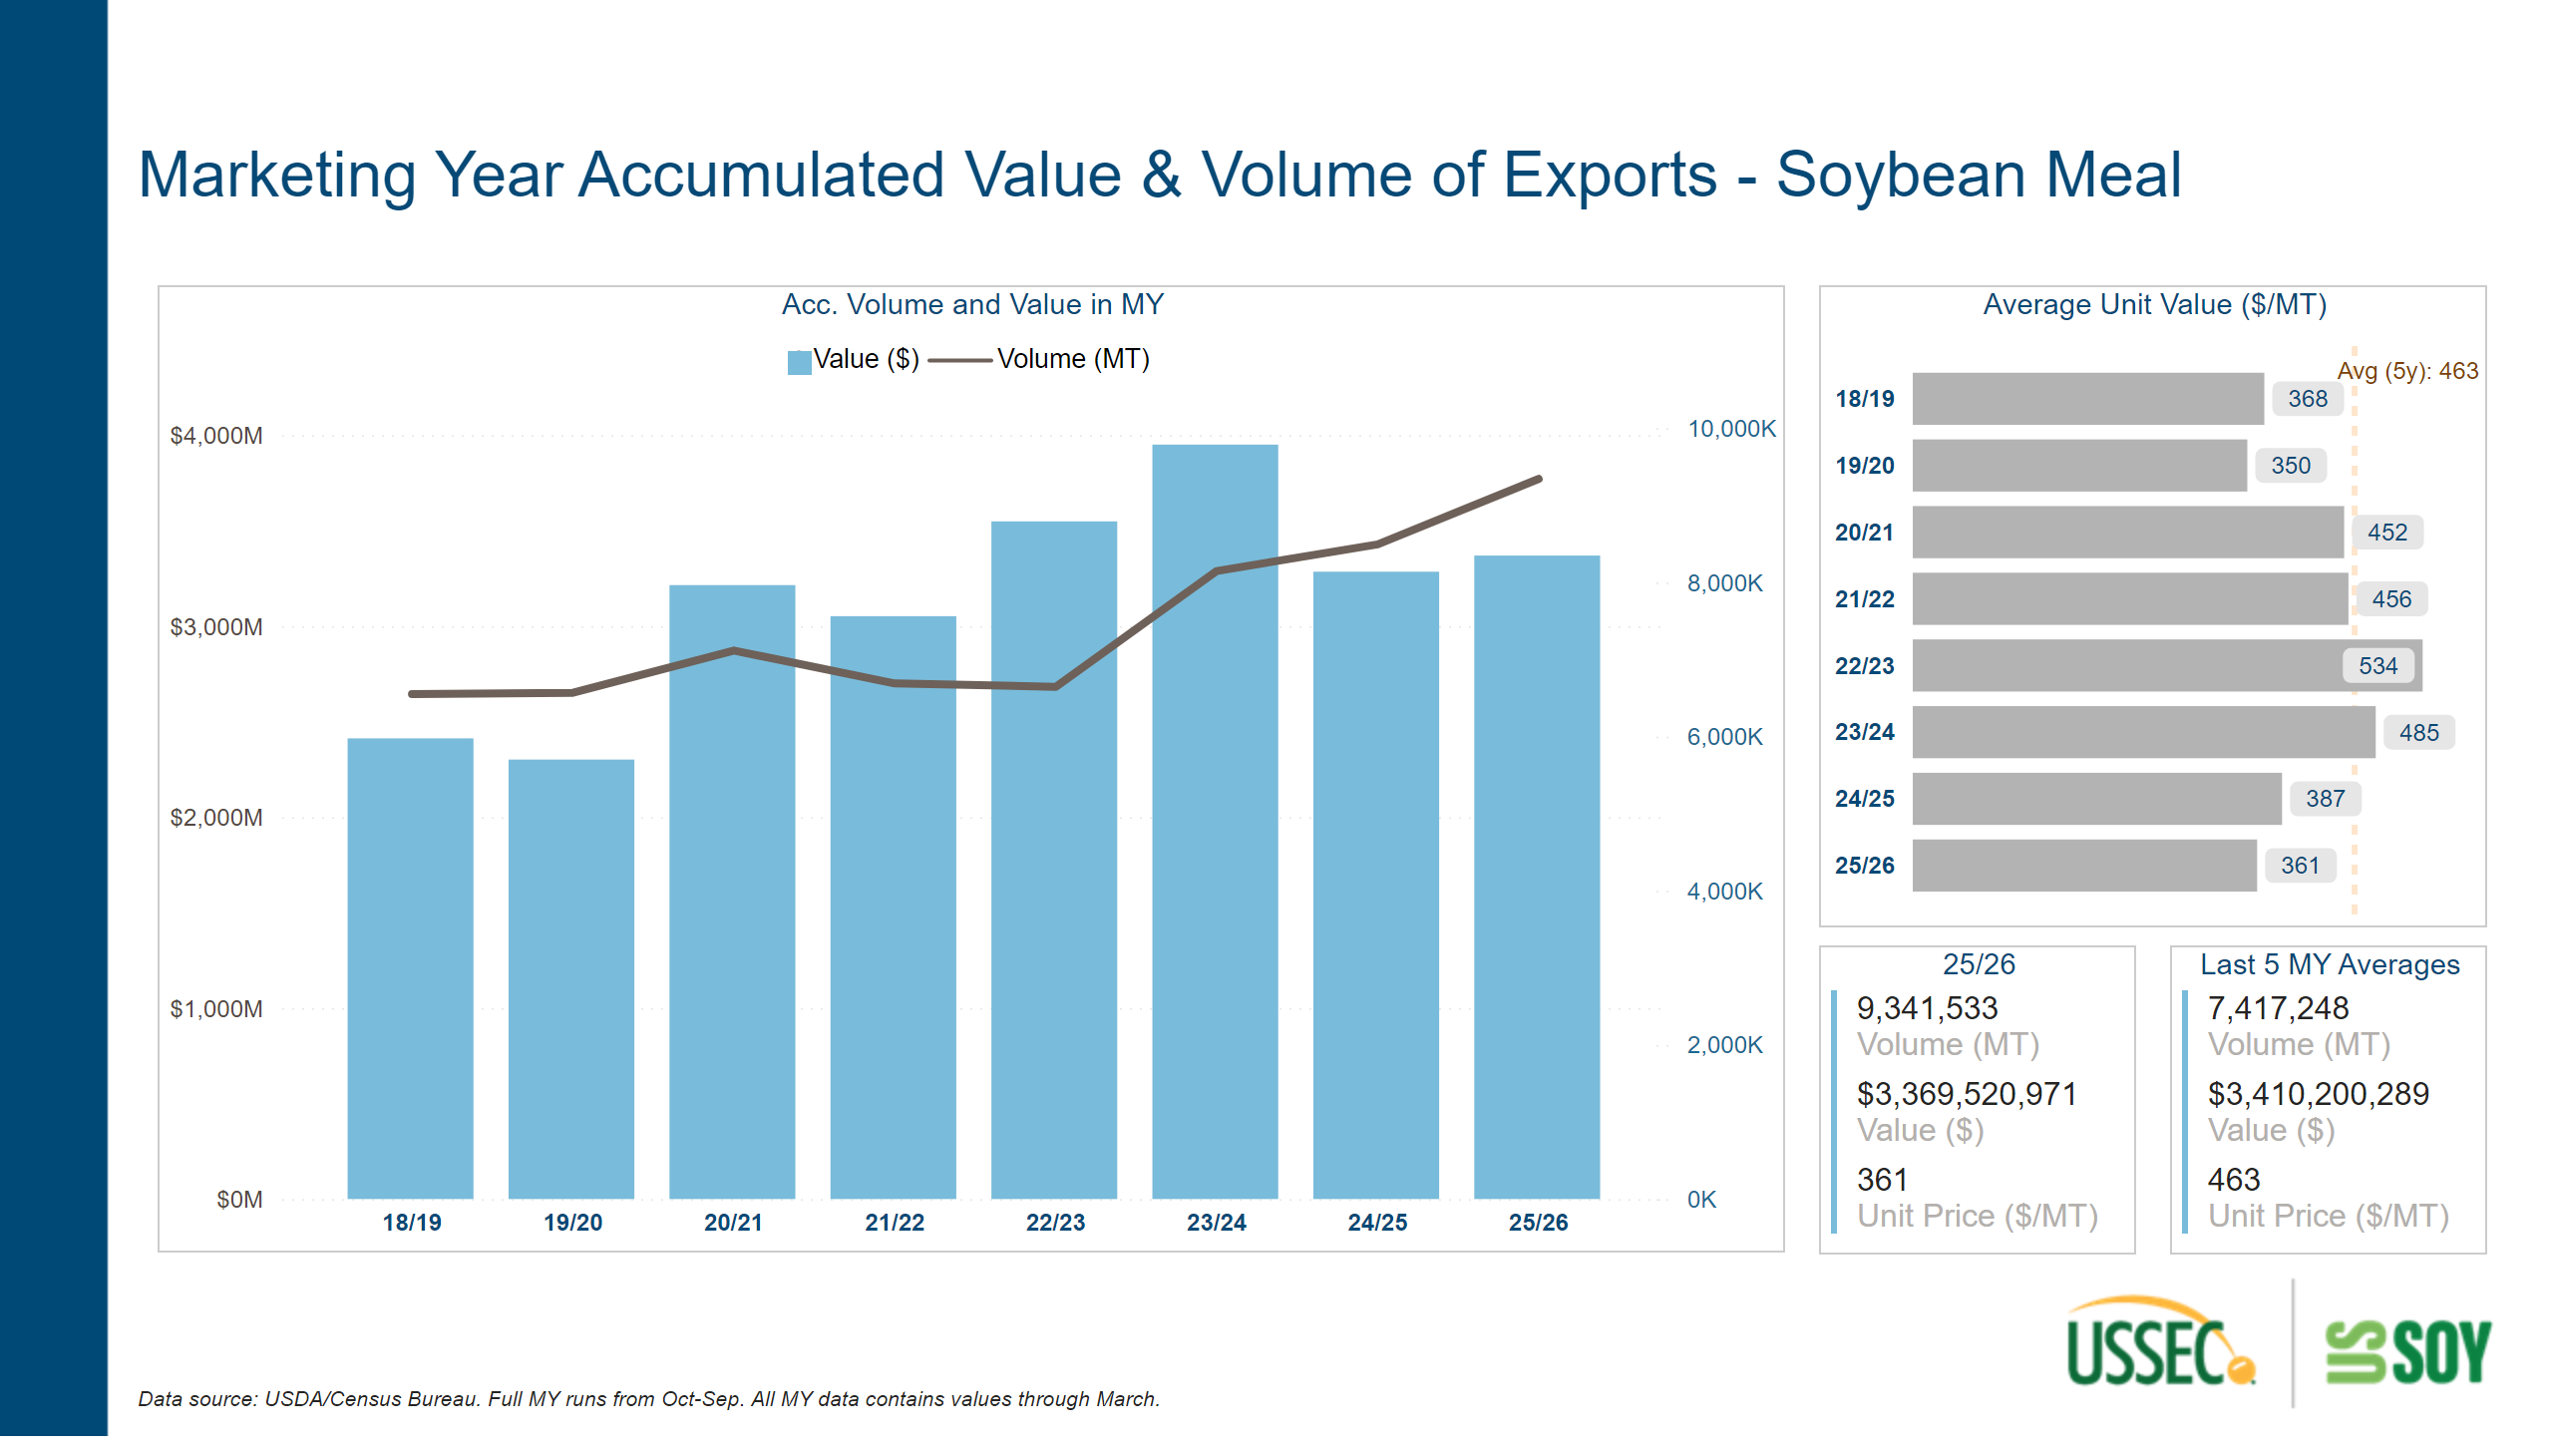 Marketing Year Accumulated Value & Volume of Exports - Soybean Meal
Acc. Volume and Value in MY
Value ($) Volume (MT)
$4,000M
$3,000M
$2,000M
$1,000M
$0M
10,000K
8,000K
6,000K
4,000K
2,000K
0K
18/19 19/20 20/21 21/22 22/23 23/24 24/25 25/26
Average Unit Value ($/MT)
Avg (5y): 463
18/19 368
19/20 350
20/21 452
21/22 456
22/23 534
23/24 485
24/25 387
25/26 361
25/26
9,341,533
Volume (MT)
$3,369,520,971
Value ($)
361
Unit Price ($/MT)
Last 5 MY Averages
7,417,248
Volume (MT)
$3,410,200,289
Value ($)
463
Unit Price ($/MT)
USSEC
US SOY
Data source: USDA/Census Bureau. Full MY runs from Oct-Sep. All MY data contains values through March.